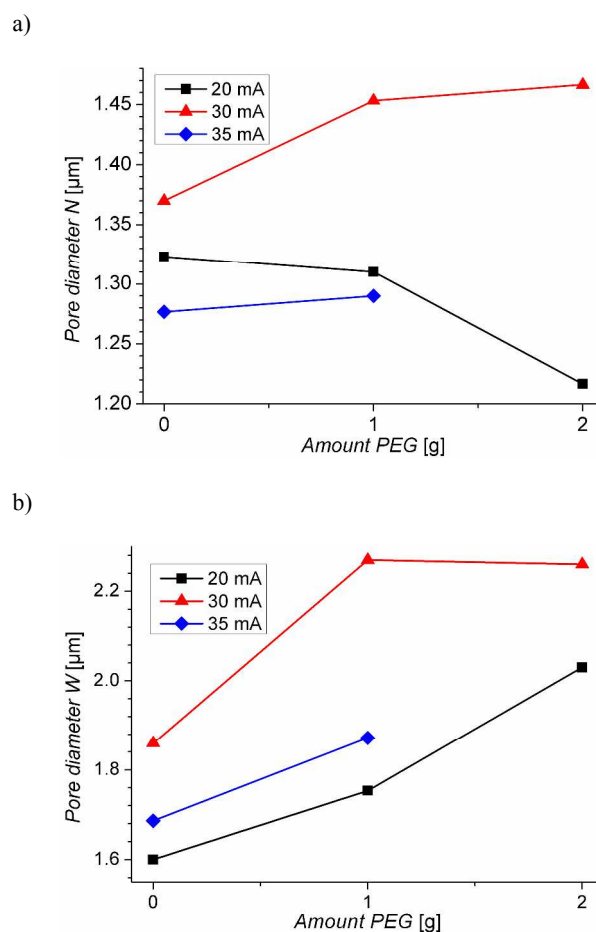 a)
20 mA
30 mA
35 mA
Pore diameter N [µm]
1.45
1.40
1.35
1.30
1.25
1.20
0 1 2
Amount PEG [g]
b)
20 mA
30 mA
35 mA
Pore diameter W [µm]
2.2
2.0
1.8
1.6
0 1 2
Amount PEG [g]